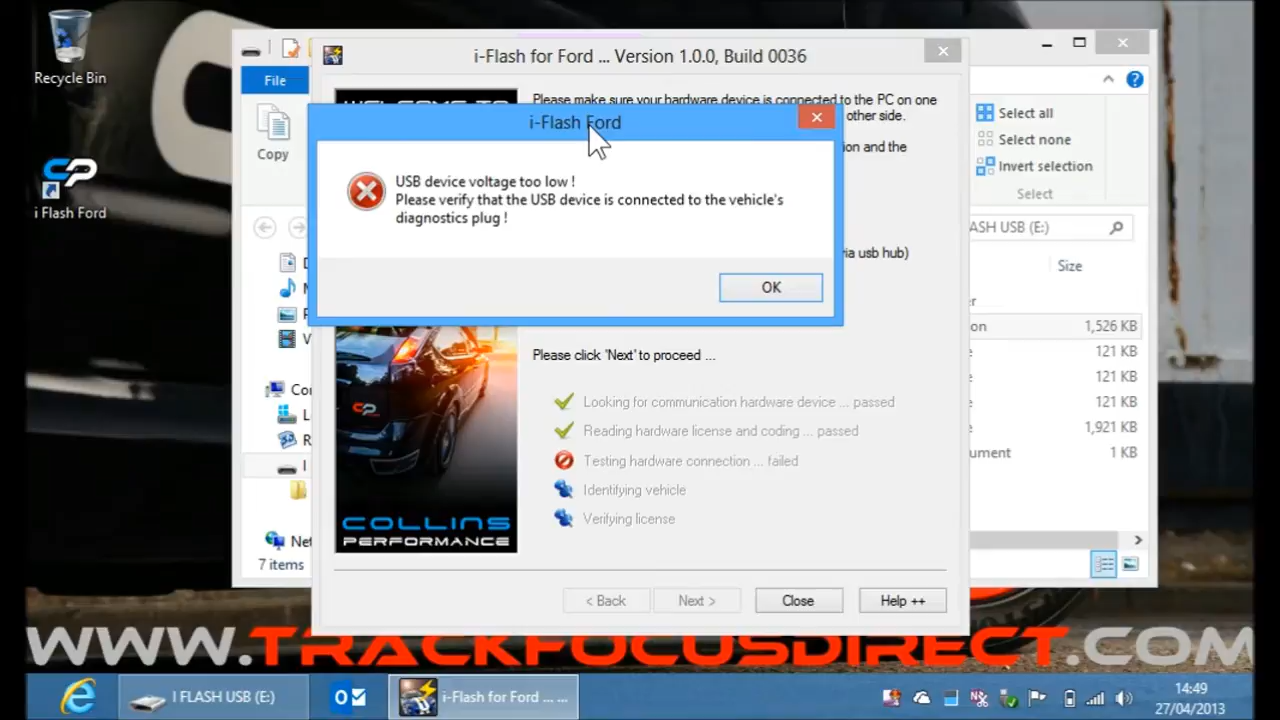 Recycle Bin
i Flash Ford
File
Copy
i-Flash for Ford ... Version 1.0.0, Build 0036
Please make sure your hardware device is connected to the PC on one
other side.
ion and the
via usb hub)
i-Flash Ford
USB device voltage too low !
Please verify that the USB device is connected to the vehicle's
diagnostics plug !
OK
Please click 'Next' to proceed ...
Looking for communication hardware device ... passed
Reading hardware license and coding ... passed
Testing hardware connection ... failed
Identifying vehicle
Verifying license
COLLINS
PERFORMANCE
< Back
Next >
Close
Help ++
Select all
Select none
Invert selection
Select
ASH USB (E:)
Size
on
1,526 KB
121 KB
121 KB
121 KB
1,921 KB
ument
1 KB
Co
Net
7 items
WWW.TRACKFOCUSDIRECT.COM
I FLASH USB (E:)
i-Flash for Ford ... ...
14:49
27/04/2013